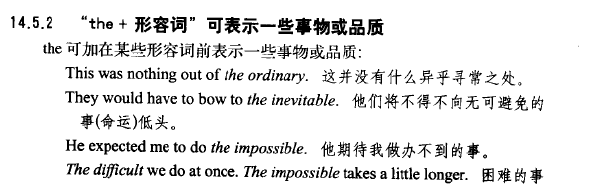 14.5.2 “the + 形容词”可表示一些事物或品质
the 可加在某些形容词前表示一些事物或品质：
This was nothing out of the ordinary. 这并没有什么异乎寻常之处。
They would have to bow to the inevitable. 他们将不得不向无可避免的
事(命运)低头。
He expected me to do the impossible. 他期待我做办不到的事。
The difficult we do at once. The impossible takes a little longer. 困难的事